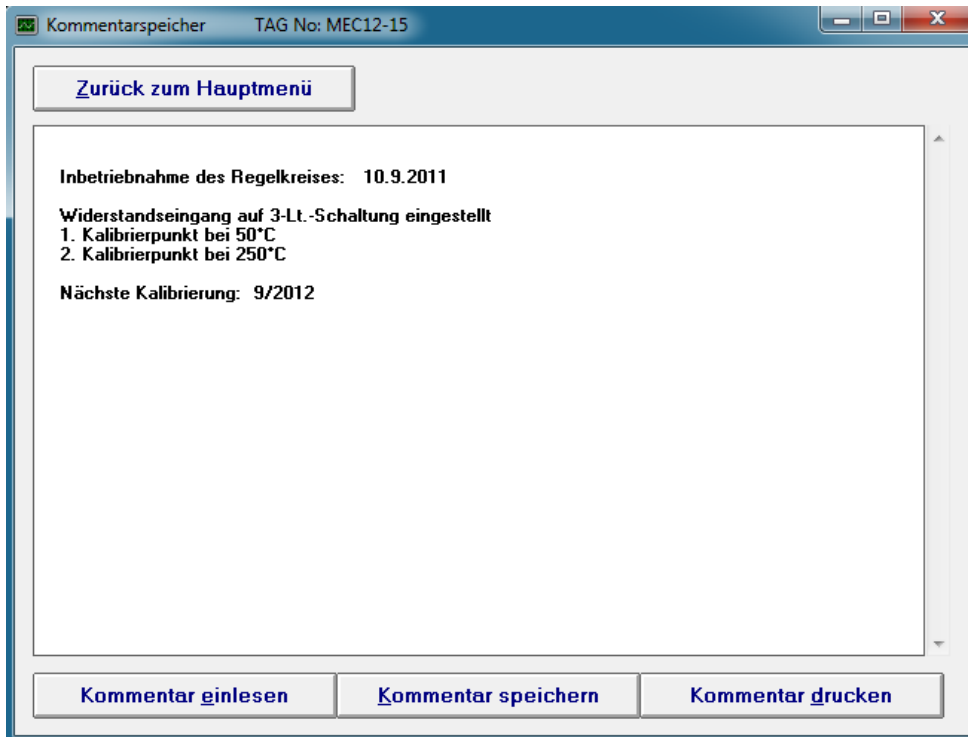 Kommentarspeicher TAG No: MEC12-15
Zurück zum Hauptmenü
Inbetriebnahme des Regelkreises: 10.9.2011
Widerstandseingang auf 3-Lt.-Schaltung eingestellt
1. Kalibrierpunkt bei 50°C
2. Kalibrierpunkt bei 250°C
Nächste Kalibrierung: 9/2012
Kommentar einlesen Kommentar speichern Kommentar drucken